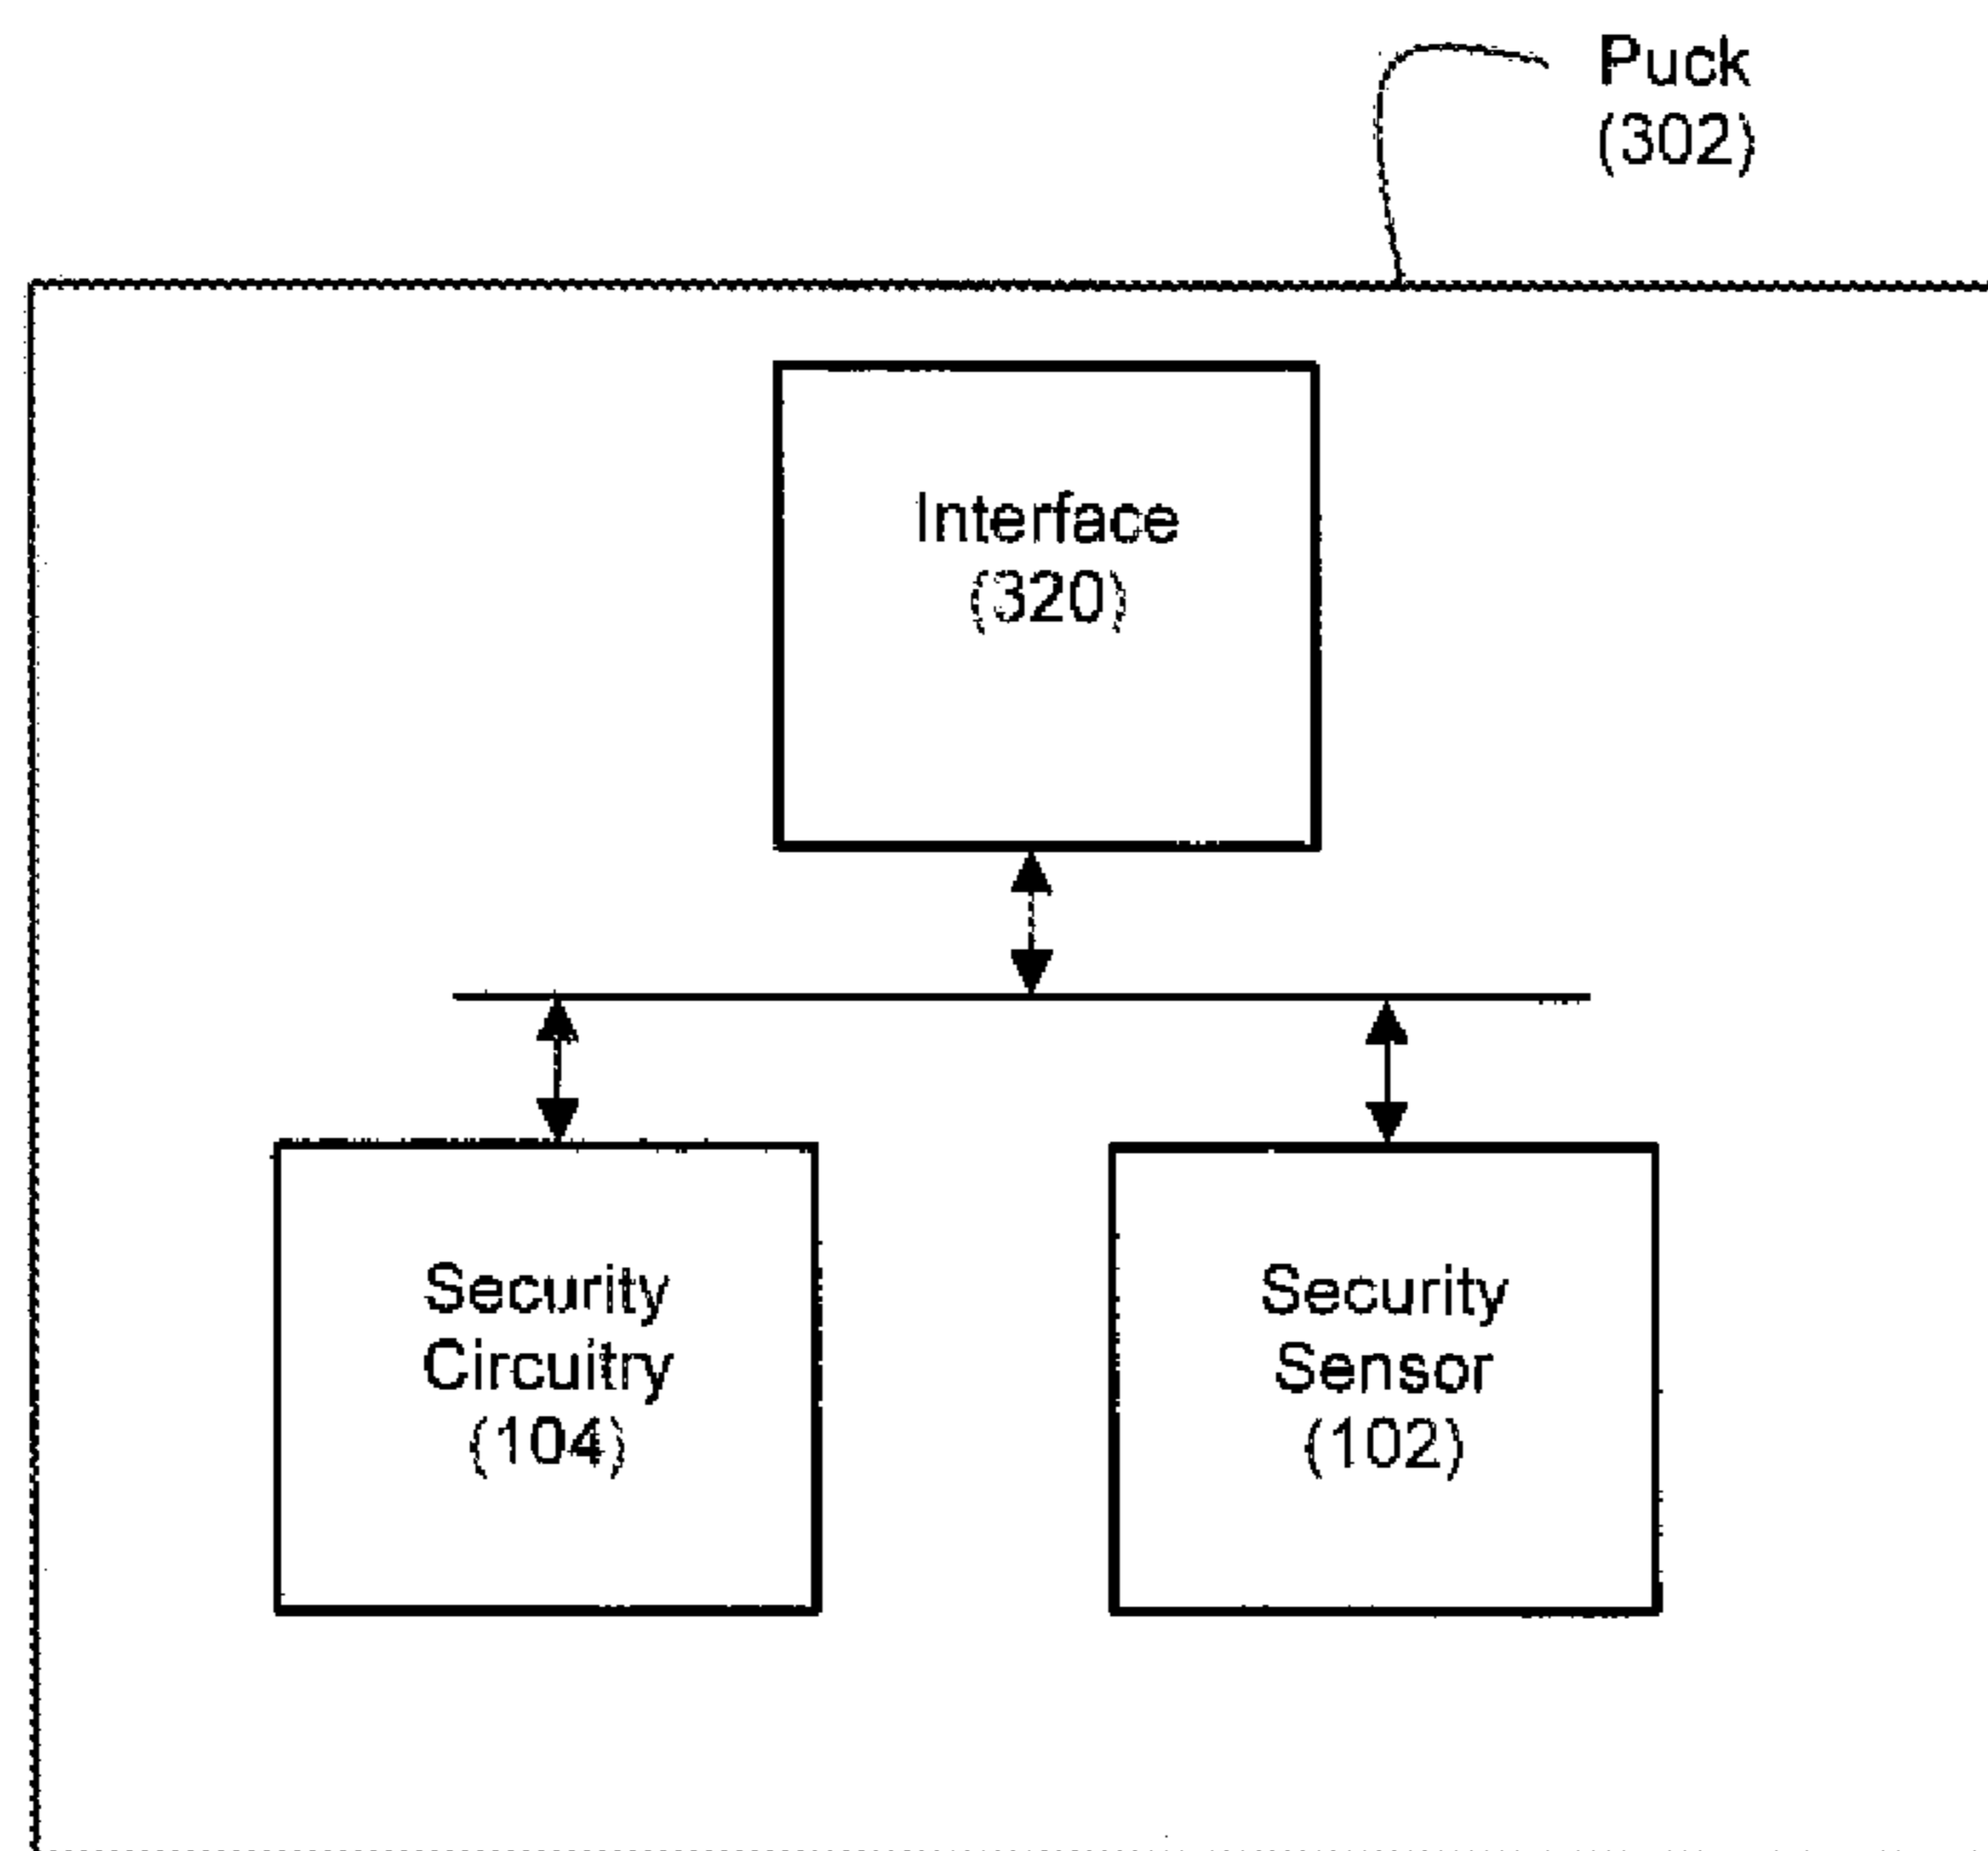 Puck
(302)
Interface
(320)
Security
Circuitry
(104)
Security
Sensor
(102)